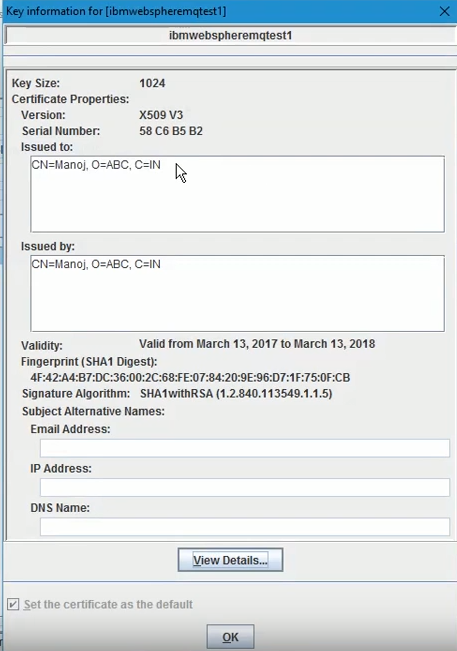 Key information for [ibmwebspheremqtest1]
ibmwebspheremqtest1
Key Size: 1024
Certificate Properties:
Version: X509 V3
Serial Number: 58 C6 B5 B2
Issued to:
CN=Manoj, O=ABC, C=IN
Issued by:
CN=Manoj, O=ABC, C=IN
Validity: Valid from March 13, 2017 to March 13, 2018
Fingerprint (SHA1 Digest):
4F:42:A4:B7:DC:36:00:2C:68:FE:07:84:20:9E:96:D7:1F:75:0F:CB
Signature Algorithm: SHA1withRSA (1.2.840.113549.1.1.5)
Subject Alternative Names:
Email Address:
IP Address:
DNS Name:
View Details...
Set the certificate as the default
OK